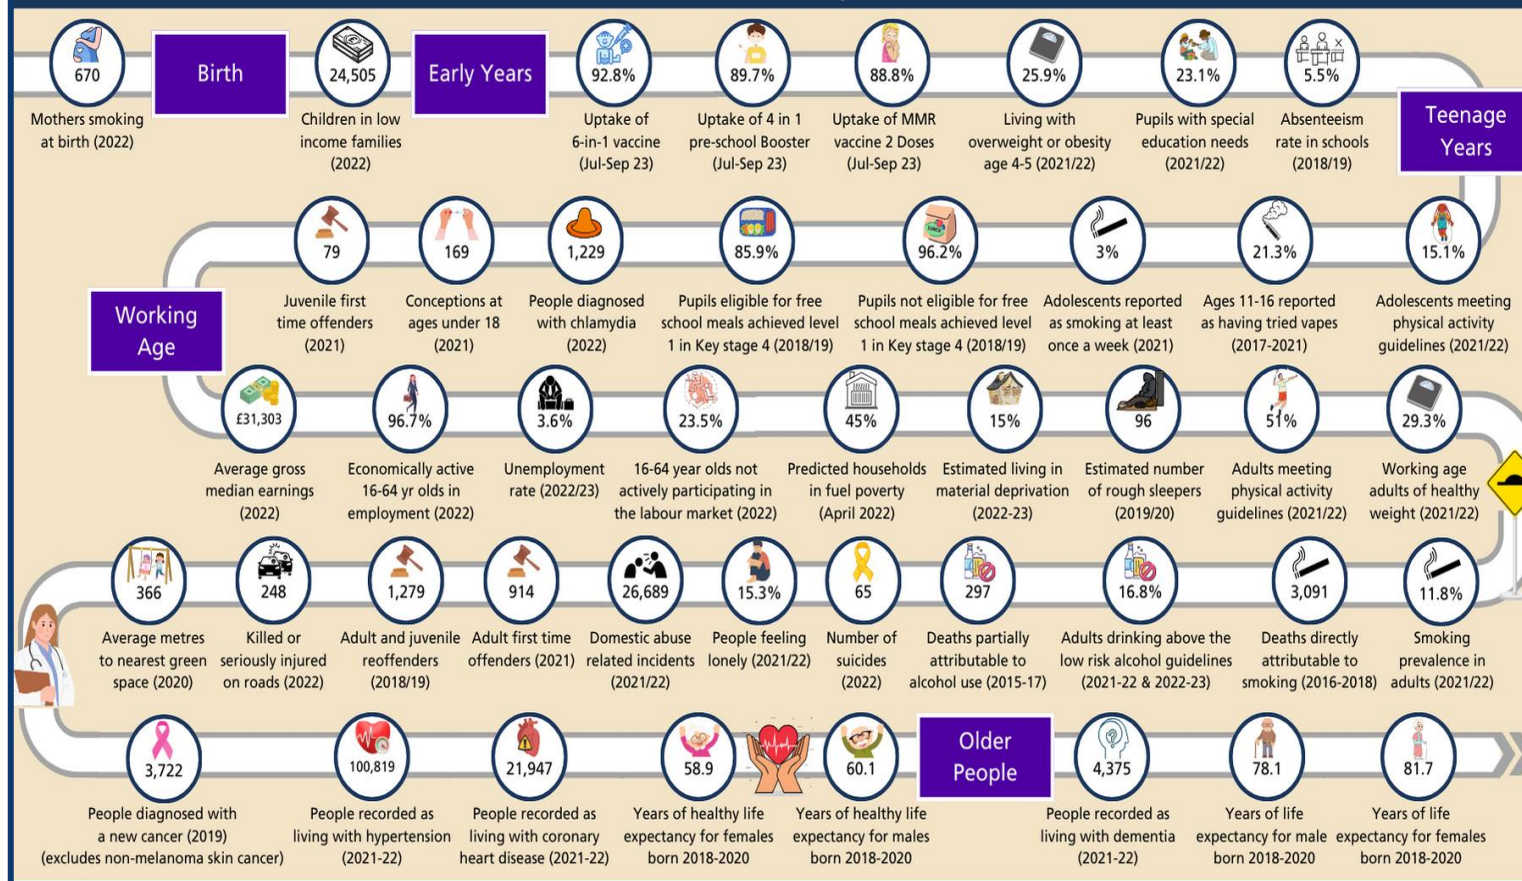 670
Mothers smoking
at birth (2022)
Birth
24,505
Children in low
income families
(2022)
Early Years
92.8%
Uptake of
6-in-1 vaccine
(Jul-Sep 23)
89.7%
Uptake of 4 in 1
pre-school Booster
(Jul-Sep 23)
88.8%
Uptake of MMR
vaccine 2 Doses
(Jul-Sep 23)
25.9%
Living with
overweight or obesity
age 4-5 (2021/22)
23.1%
Pupils with special
education needs
(2021/22)
5.5%
Absenteeism
rate in schools
(2018/19)
Teenage
Years
79
Juvenile first
time offenders
(2021)
169
Conceptions at
ages under 18
(2021)
1,229
People diagnosed
with chlamydia
(2022)
85.9%
Pupils eligible for free
school meals achieved level
1 in Key stage 4 (2018/19)
96.2%
Pupils not eligible for free
school meals achieved level
1 in Key stage 4 (2018/19)
3%
Adolescents reported
as smoking at least
once a week (2021)
21.3%
Ages 11-16 reported
as having tried vapes
(2017-2021)
15.1%
Adolescents meeting
physical activity
guidelines (2021/22)
Working
Age
£31,303
Average gross
median earnings
(2022)
96.7%
Economically active
16-64 yr olds in
employment (2022)
3.6%
Unemployment
rate (2022/23)
23.5%
16-64 year olds not
actively participating in
the labour market (2022)
45%
Predicted households
in fuel poverty
(April 2022)
15%
Estimated living in
material deprivation
(2022-23)
96
Estimated number
of rough sleepers
(2019/20)
51%
Adults meeting
physical activity
guidelines (2021/22)
29.3%
Working age
adults of healthy
weight (2021/22)
366
Average metres
to nearest green
space (2020)
248
Killed or
seriously injured
on roads (2022)
1,279
Adult and juvenile
reoffenders
(2018/19)
914
Adult first time
offenders (2021)
26,689
Domestic abuse
related incidents
(2021/22)
15.3%
People feeling
lonely (2021/22)
65
Number of
suicides
(2022)
297
Deaths partially
attributable to
alcohol use (2015-17)
16.8%
Adults drinking above the
low risk alcohol guidelines
(2021-22 & 2022-23)
3,091
Deaths directly
attributable to
smoking (2016-2018)
11.8%
Smoking
prevalence in
adults (2021/22)
3,722
People diagnosed with
a new cancer (2019)
(excludes non-melanoma skin cancer)
100,819
People recorded as
living with hypertension
(2021-22)
21,947
People recorded as
living with coronary
heart disease (2021-22)
58.9
Years of healthy life
expectancy for females
born 2018-2020
60.1
Years of healthy life
expectancy for males
born 2018-2020
Older
People
4,375
People recorded as
living with dementia
(2021-22)
78.1
Years of life
expectancy for male
born 2018-2020
81.7
Years of life
expectancy for females
born 2018-2020